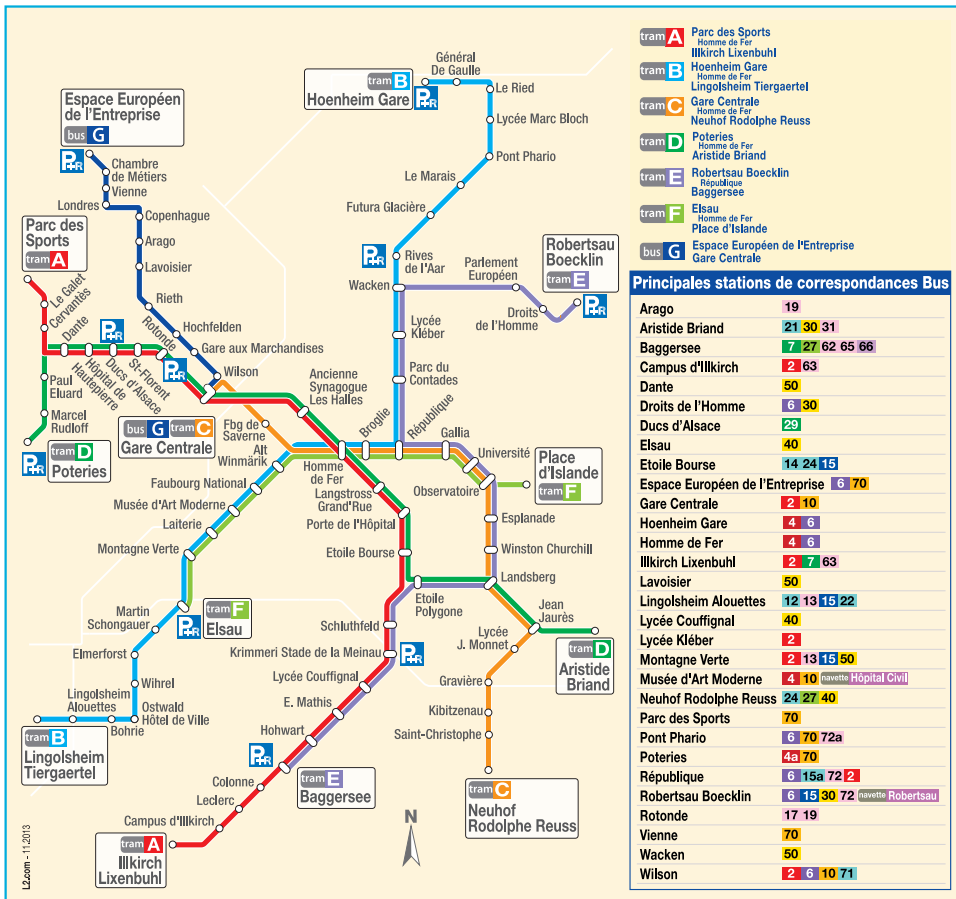 tram B
Hoenheim Gare
P+R
Général
De Gaulle
Le Ried
Lycée Marc Bloch
Pont Phario
Le Marais
Futura Glacière
P+R
Rives
de l'Aar
Wacken
Parlement
Européen
Droits
de l'Homme
Robertsau
Boecklin
tram E
P+R
Lycée
Kléber
Parc du
Contades
Espace Européen
de l'Entreprise
bus G
P+R
Chambre
de Métiers
Vienne
Londres
Copenhague
Arago
Lavoisier
Rieth
Rotonde
Hochfelden
Gare aux Marchandises
Wilson
Parc des
Sports
tram A
Le Galet
Cervantès
Dante
Hôpital de
Hautepierre
Ducs d'Alsace
St-Florent
P+R
P+R
Paul
Eluard
Marcel
Rudloff
P+R
tram D
Poteries
bus G tram C
Gare Centrale
Ancienne
Synagogue
Les Halles
Fbg de
Saverne
Alt
Winmärik
Faubourg National
Musée d'Art Moderne
Laiterie
Montagne Verte
Homme
de Fer
Langstross
Grand'Rue
Porte de l'Hôpital
Etoile Bourse
Broglie
République
Gallia
Université
Observatoire
Place
d'Islande
tram F
Esplanade
Winston Churchill
Landsberg
Etoile
Polygone
Jean
Jaurès
Lycée
J. Monnet
tram D
Aristide
Briand
Gravière
Kibitzenau
Saint-Christophe
tram C
Neuhof
Rodolphe Reuss
Martin
Schongauer
P+R
tram F
Elsau
Elmerforst
Wihrel
Ostwald
Hôtel de Ville
Bohrie
Lingolsheim
Alouettes
tram B
Lingolsheim
Tiergaertel
Schluthfeld
Krimmeri Stade de la Meinau
P+R
Lycée Couffignal
E. Mathis
Hohwart
P+R
tram E
Baggersee
Colonne
Leclerc
Campus d'Illkirch
tram A
Illkirch
Lixenbuhl
N
L2.com - 11.2013
tram A Parc des Sports
Homme de Fer
Illkirch Lixenbuhl
tram B Hoenheim Gare
Homme de Fer
Lingolsheim Tiergaertel
tram C Gare Centrale
Homme de Fer
Neuhof Rodolphe Reuss
tram D Poteries
Homme de Fer
Aristide Briand
tram E Robertsau Boecklin
République
Baggersee
tram F Elsau
Homme de Fer
Place d'Islande
bus G Espace Européen de l'Entreprise
Gare Centrale
Principales stations de correspondances Bus
Arago 19
Aristide Briand 21 30 31
Baggersee 7 27 62 65 66
Campus d'Illkirch 2 63
Dante 50
Droits de l'Homme 6 30
Ducs d'Alsace 29
Elsau 40
Etoile Bourse 14 24 15
Espace Européen de l'Entreprise 6 70
Gare Centrale 2 10
Hoenheim Gare 4 6
Homme de Fer 4 6
Illkirch Lixenbuhl 2 7 63
Lavoisier 50
Lingolsheim Alouettes 12 13 15 22
Lycée Couffignal 40
Lycée Kléber 2
Montagne Verte 2 13 15 50
Musée d'Art Moderne 4 10 navette Hôpital Civil
Neuhof Rodolphe Reuss 24 27 40
Parc des Sports 70
Pont Phario 6 70 72a
Poteries 4a 70
République 6 15a 72 2
Robertsau Boecklin 6 15 30 72 navette Robertsau
Rotonde 17 19
Vienne 70
Wacken 50
Wilson 2 6 10 71